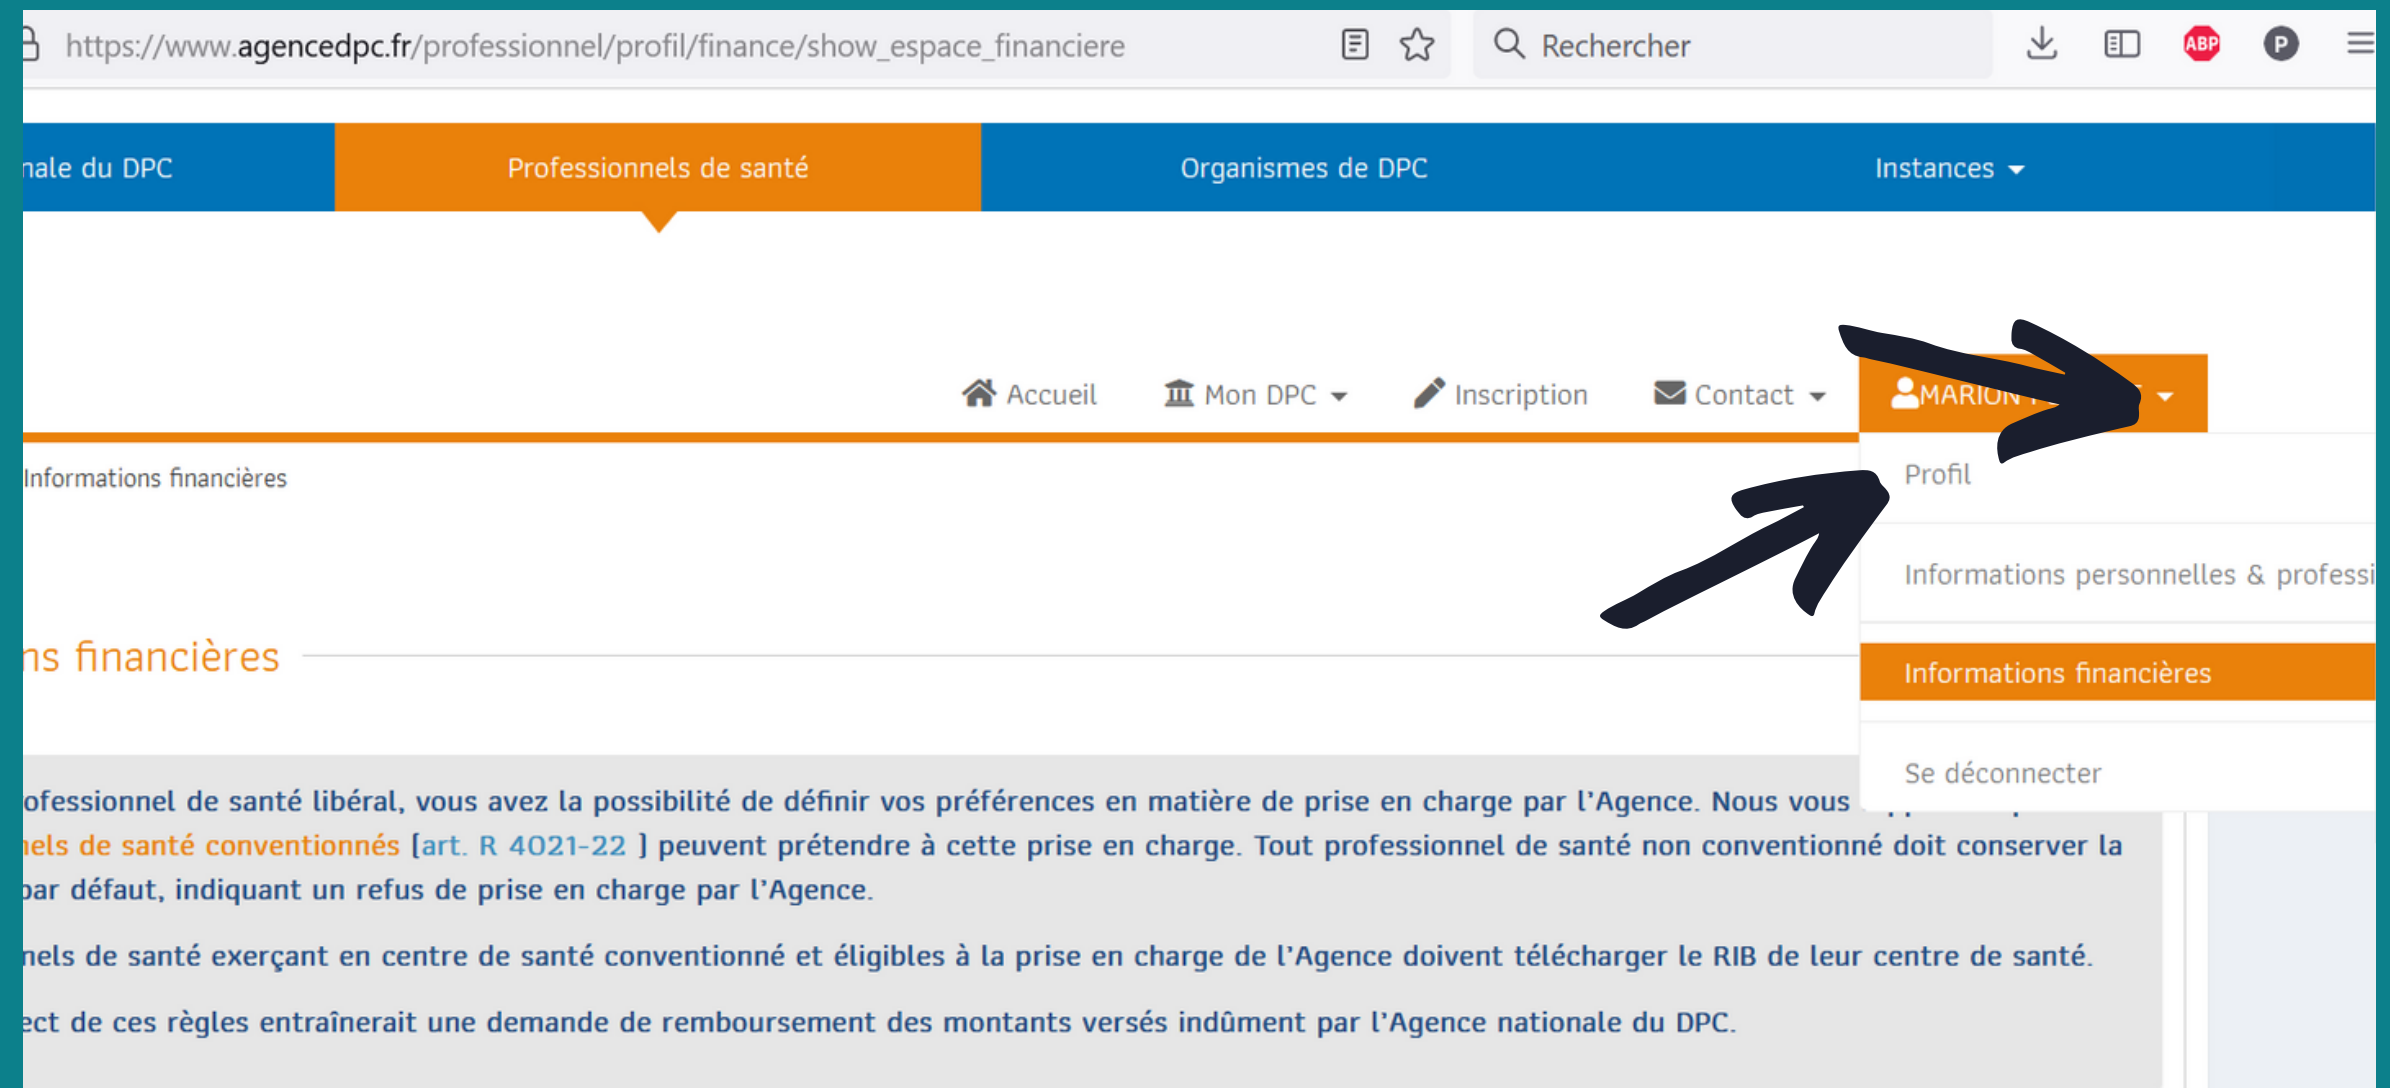 https://www.agencedpc.fr/professionnel/profil/finance/show_espace_financiere
Rechercher
ABP
P
nale du DPC
Professionnels de santé
Organismes de DPC
Instances
Accueil
Mon DPC
Inscription
Contact
MARION
Informations financières
Profil
Informations personnelles & professi
ns financières
Informations financières
Se déconnecter
ofessionnel de santé libéral, vous avez la possibilité de définir vos préférences en matière de prise en charge par l'Agence. Nous vous
nels de santé conventionnés [art. R 4021-22 ] peuvent prétendre à cette prise en charge. Tout professionnel de santé non conventionné doit conserver la
par défaut, indiquant un refus de prise en charge par l'Agence.
nels de santé exerçant en centre de santé conventionné et éligibles à la prise en charge de l'Agence doivent télécharger le RIB de leur centre de santé.
ect de ces règles entraînerait une demande de remboursement des montants versés indûment par l'Agence nationale du DPC.